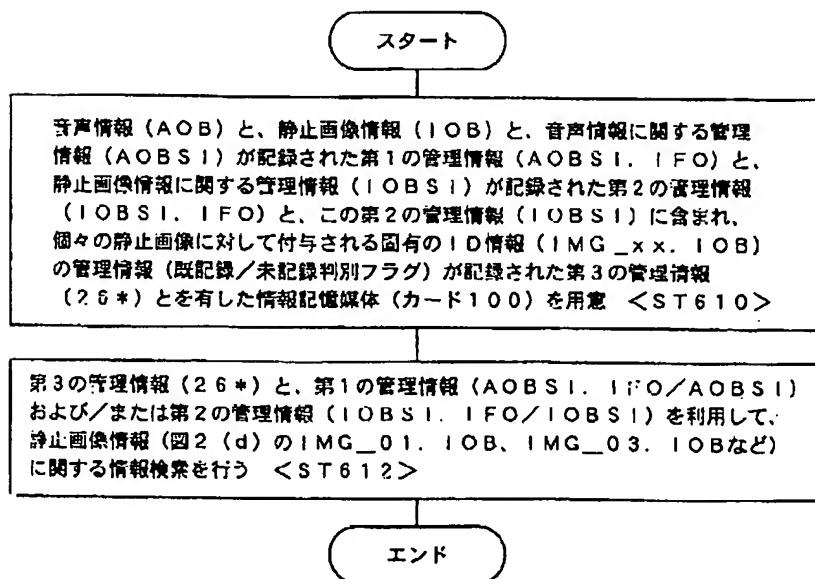 スタート
音声情報（AOB）と、静止画像情報（IOB）と、音声情報に関する管理
情報（AOBSI）が記録された第1の管理情報（AOBSI．IFO）と、
静止画像情報に関する管理情報（IOBSI）が記録された第2の管理情報
（IOBSI．IFO）と、この第2の管理情報（IOBSI）に含まれ、
個々の静止画像に対して付与される固有のID情報（IMG_xx．IOB）
の管理情報（既記録／未記録判別フラグ）が記録された第3の管理情報
（26*）とを有した情報記憶媒体（カード100）を用意　＜ST610＞
第3の管理情報（26*）と、第1の管理情報（AOBSI．IFO／AOBSI）
および／または第2の管理情報（IOBSI．IFO／IOBSI）を利用して、
静止画像情報（図2（d）のIMG__01．IOB、IMG__03．IOBなど）
に関する情報検索を行う　＜ST612＞
エンド